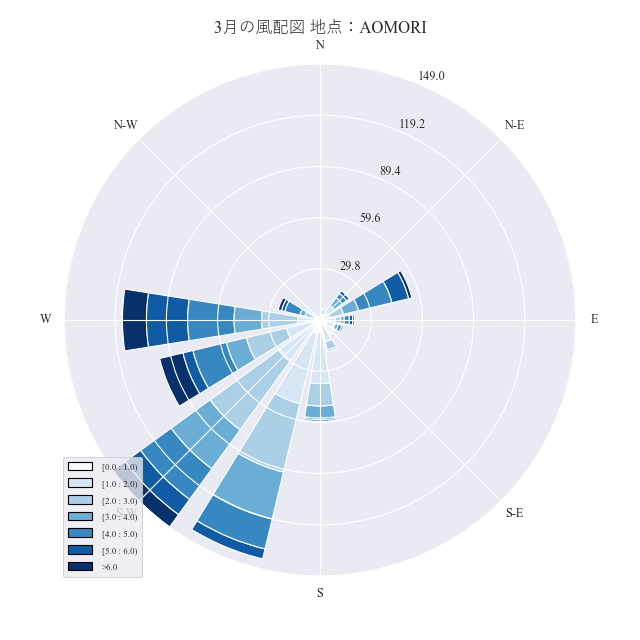 3月の風配図 地点：AOMORI
N
149.0
N-W
119.2
N-E
89.4
59.6
29.8
W
E
[0.0 : 1.0)
[1.0 : 2.0)
[2.0 : 3.0)
S-W
[3.0 : 4.0)
S-E
[4.0 : 5.0)
[5.0 : 6.0)
>6.0
S